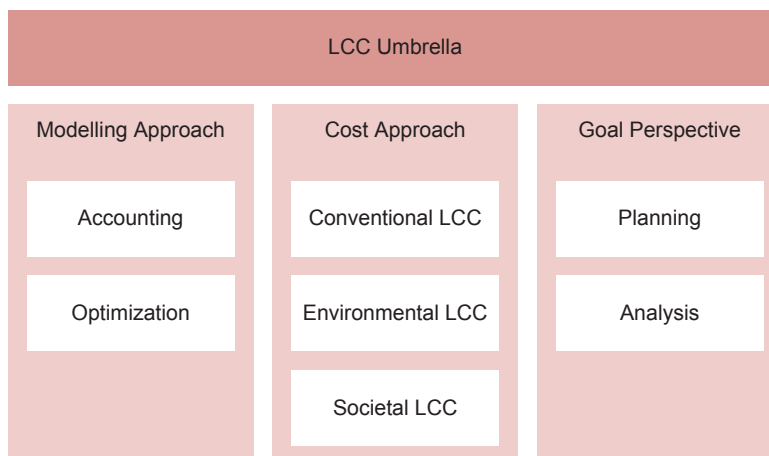 LCC Umbrella
Modelling Approach
Accounting
Optimization
Cost Approach
Conventional LCC
Environmental LCC
Societal LCC
Goal Perspective
Planning
Analysis